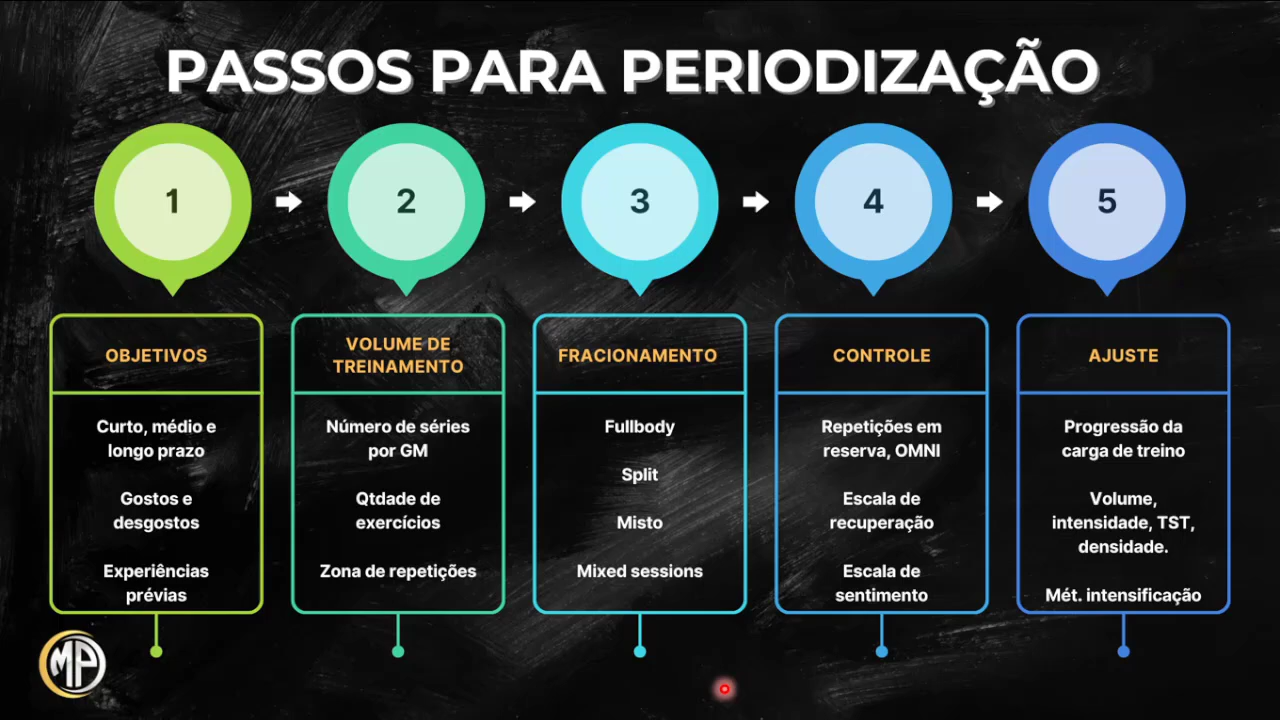 PASSOS PARA PERIODIZAÇÃO
1
2
3
4
5
OBJETIVOS
Curto, médio e
longo prazo
Gostos e
desgostos
Experiências
prévias
VOLUME DE
TREINAMENTO
Número de séries
por GM
Qtdade de
exercícios
Zona de repetições
FRACIONAMENTO
Fullbody
Split
Misto
Mixed sessions
CONTROLE
Repetições em
reserva, OMNI
Escala de
recuperação
Escala de
sentimento
AJUSTE
Progressão da
carga de treino
Volume,
intensidade, TST,
densidade.
Mét. intensificação
MP